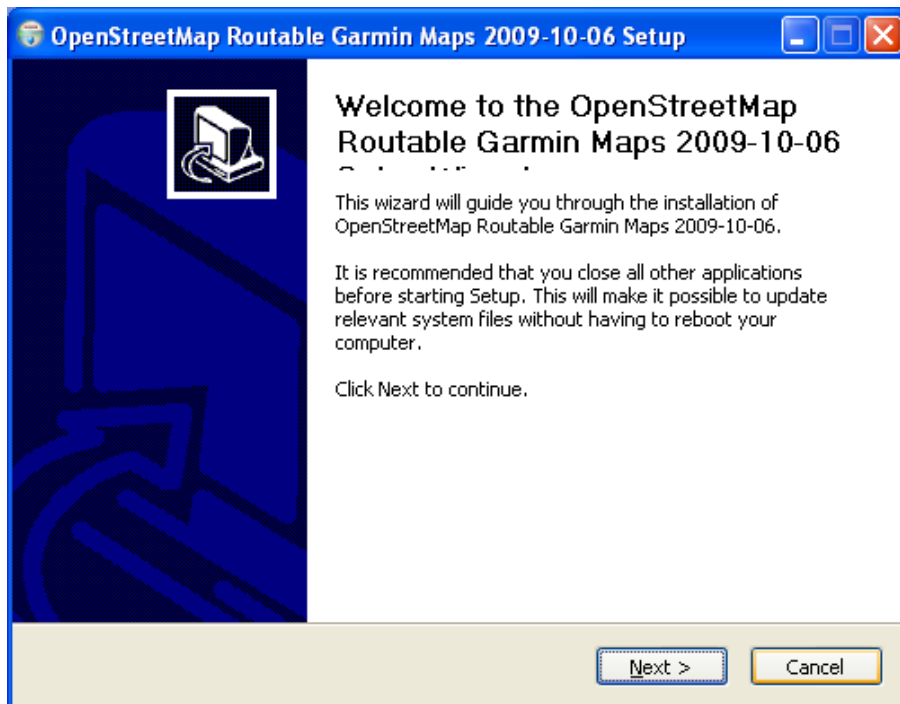 OpenStreetMap Routable Garmin Maps 2009-10-06 Setup
Welcome to the OpenStreetMap
Routable Garmin Maps 2009-10-06
This wizard will guide you through the installation of
OpenStreetMap Routable Garmin Maps 2009-10-06.
It is recommended that you close all other applications
before starting Setup. This will make it possible to update
relevant system files without having to reboot your
computer.
Click Next to continue.
Next >
Cancel